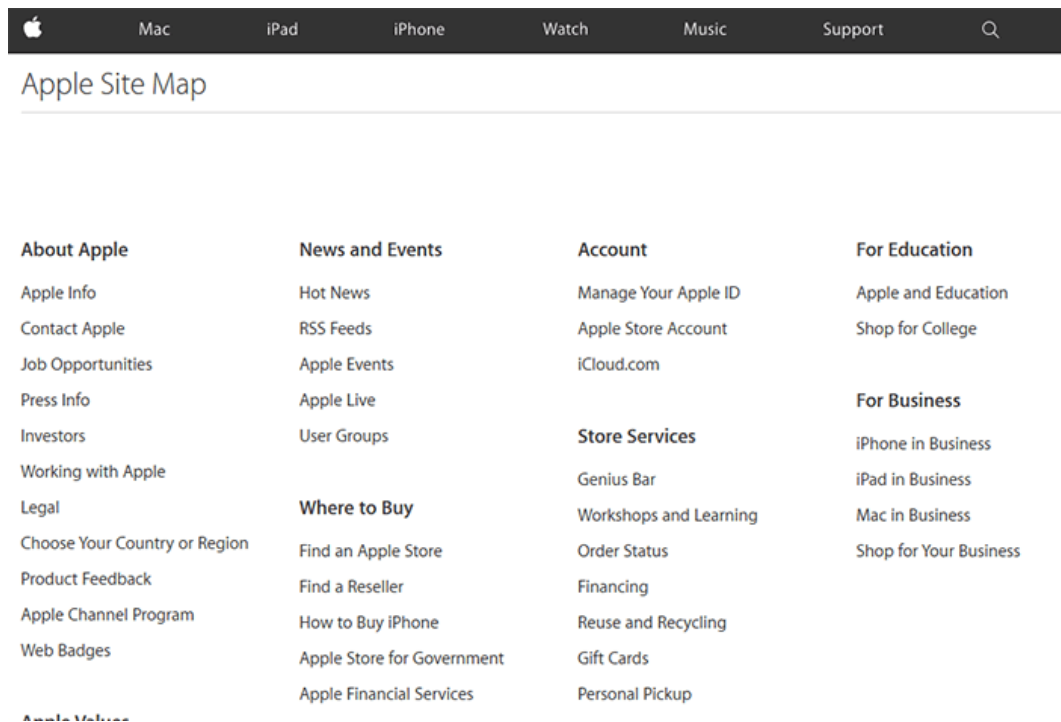 Mac iPad iPhone Watch Music Support
Apple Site Map
About Apple
Apple Info
Contact Apple
Job Opportunities
Press Info
Investors
Working with Apple
Legal
Choose Your Country or Region
Product Feedback
Apple Channel Program
Web Badges
Apple Values
News and Events
Hot News
RSS Feeds
Apple Events
Apple Live
User Groups
Where to Buy
Find an Apple Store
Find a Reseller
How to Buy iPhone
Apple Store for Government
Apple Financial Services
Account
Manage Your Apple ID
Apple Store Account
iCloud.com
Store Services
Genius Bar
Workshops and Learning
Order Status
Financing
Reuse and Recycling
Gift Cards
Personal Pickup
For Education
Apple and Education
Shop for College
For Business
iPhone in Business
iPad in Business
Mac in Business
Shop for Your Business